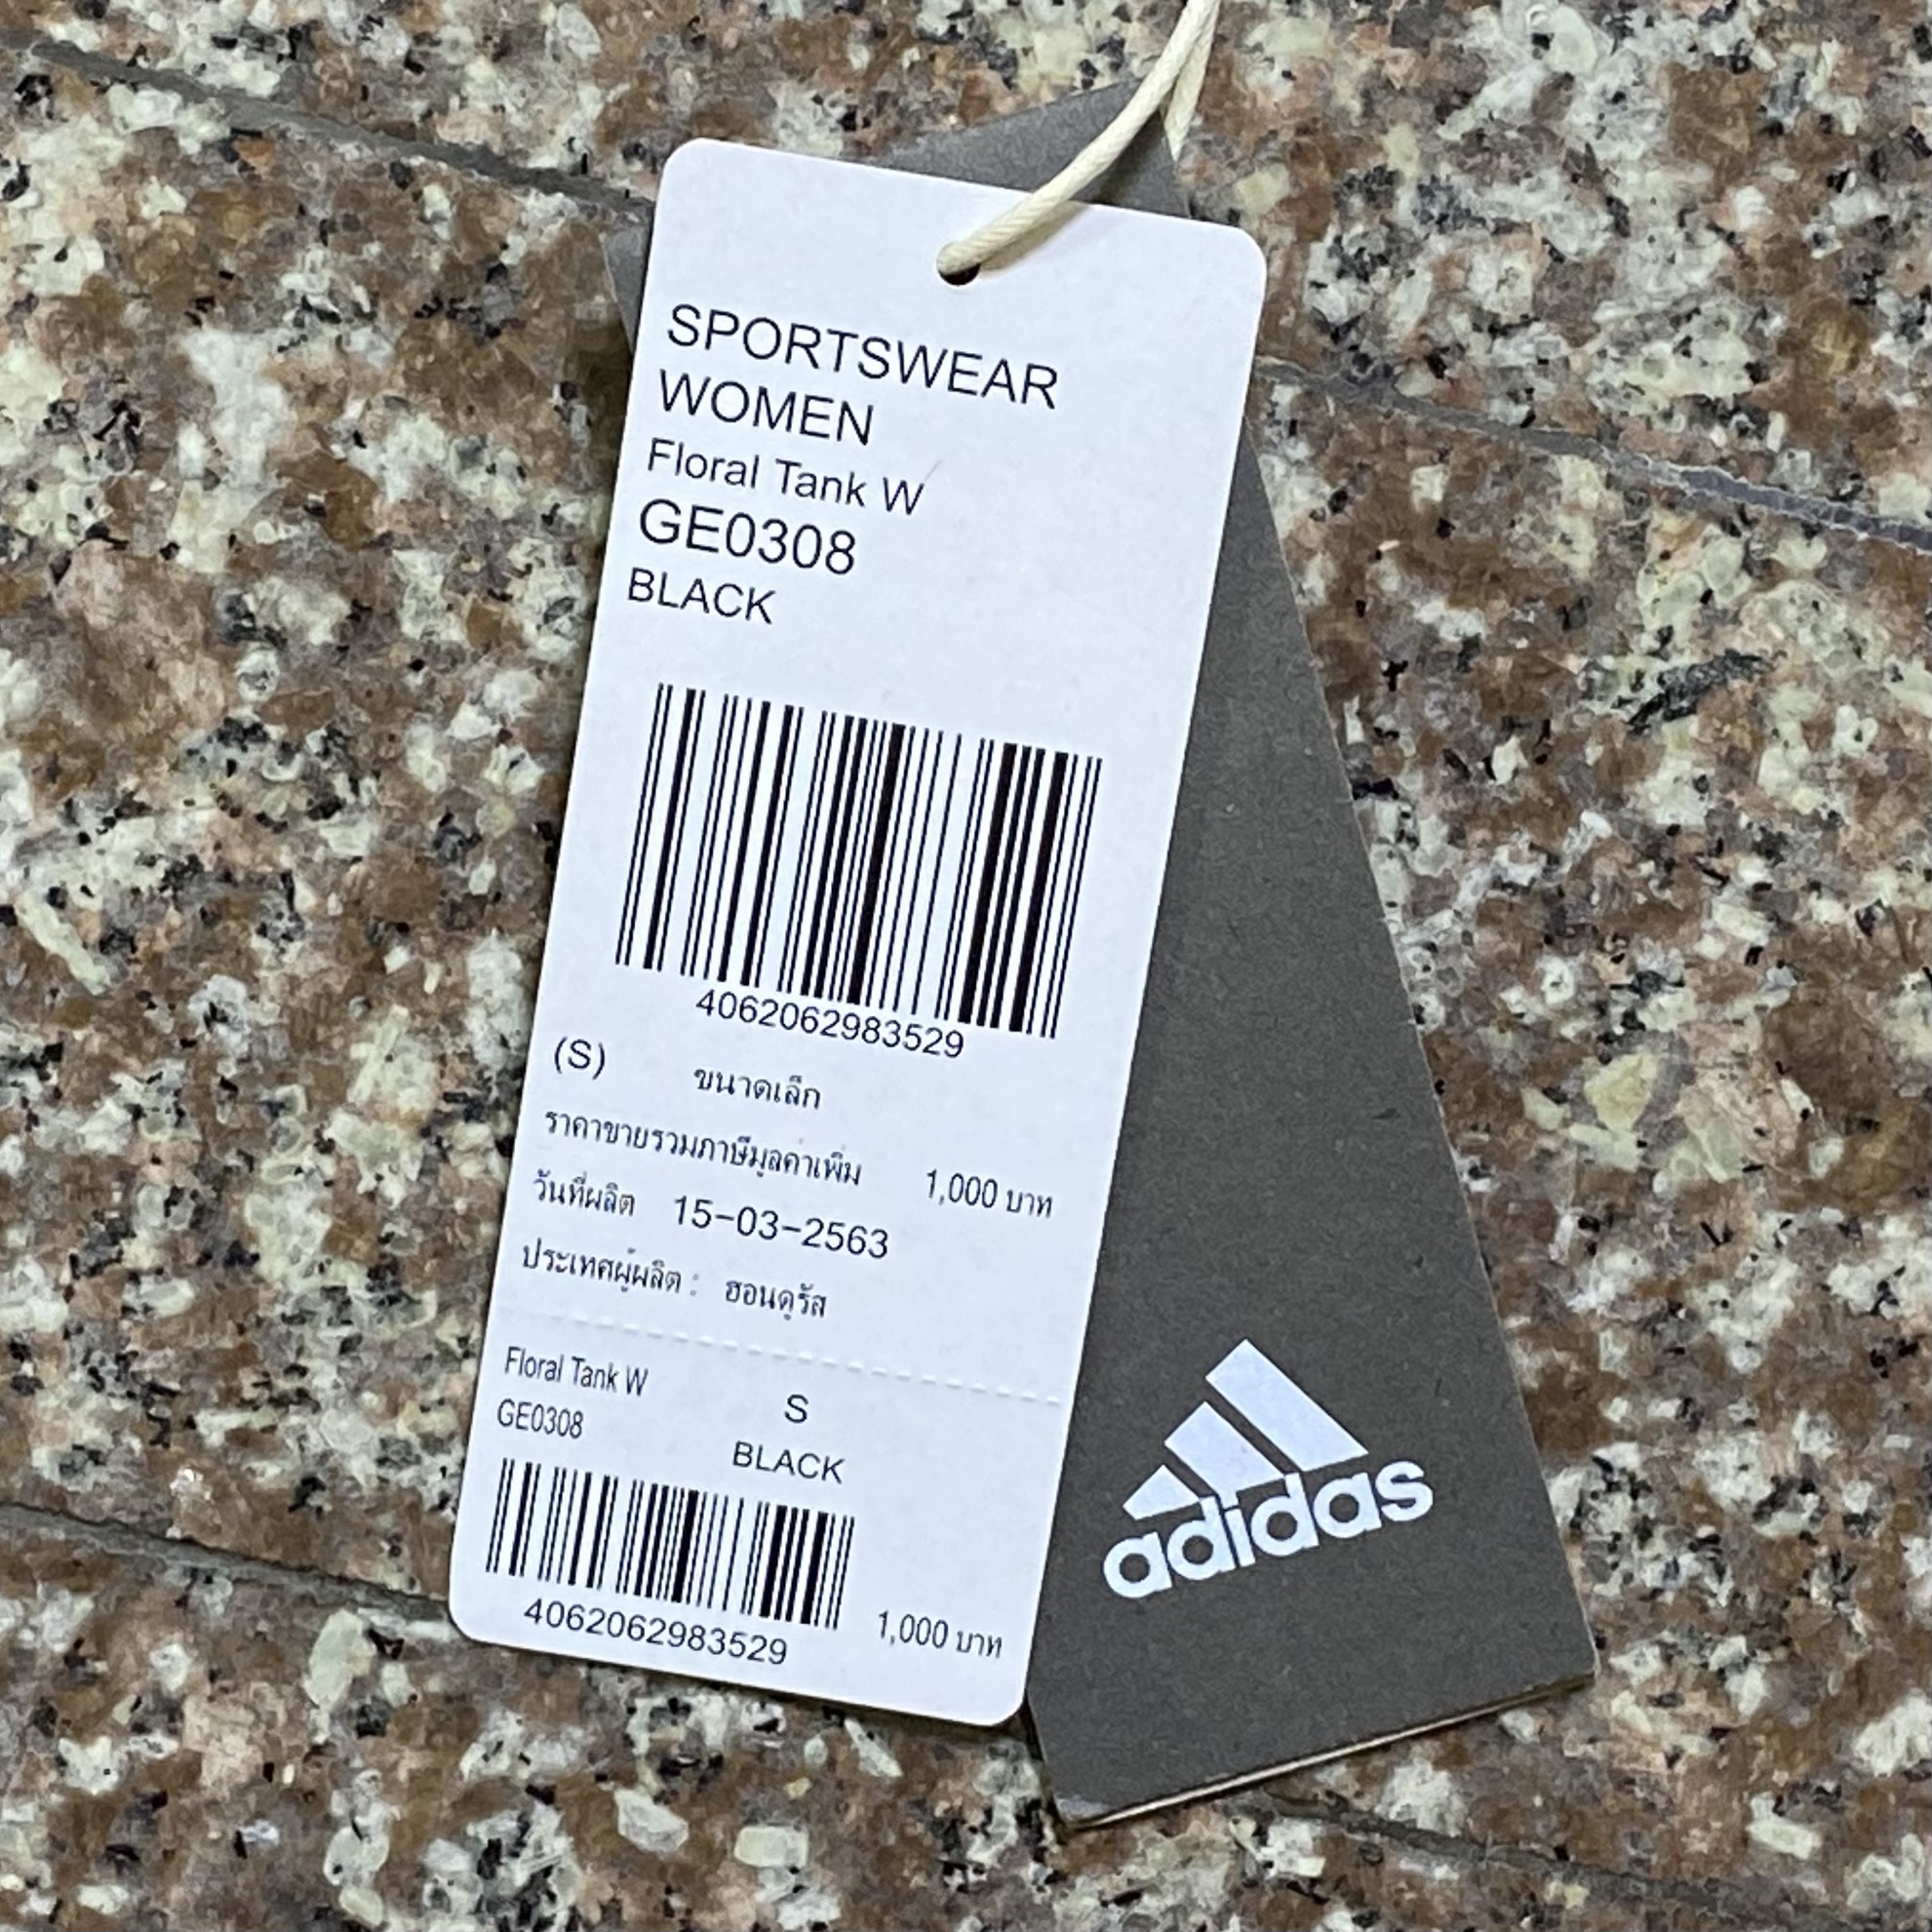 SPORTSWEAR
WOMEN
Floral Tank W
GE0308
BLACK
4062062983529
(S) ขนาดเล็ก
ราคาขายรวมภาษีมูลค่าเพิ่ม 1,000 บาท
วันที่ผลิต 15-03-2563
ประเทศผู้ผลิต : ฮอนดูรัส
Floral Tank W
S
GE0308
BLACK
4062062983529
1,000 บาท
adidas